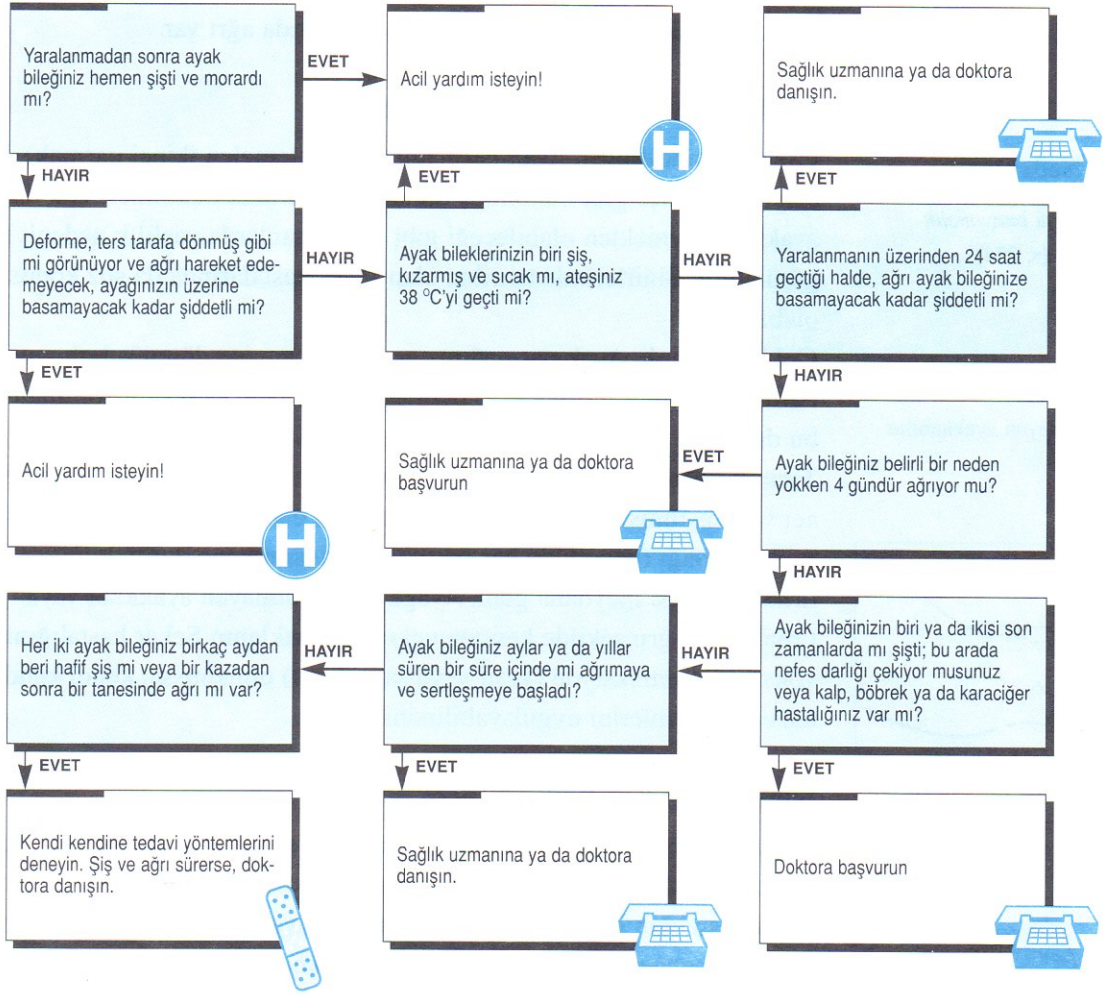 Yaralanmadan sonra ayak
bileğiniz hemen şişti ve morardı
mı?
EVET
Acil yardım isteyin!
H
Sağlık uzmanına ya da doktora
danışın.
HAYIR
EVET
EVET
Deforme, ters tarafa dönmüş gibi
mi görünüyor ve ağrı hareket ede-
meyecek, ayağınızın üzerine
basamayacak kadar şiddetli mi?
HAYIR
Ayak bileklerinizin biri şiş,
kızarmış ve sıcak mı, ateşiniz
38 °C'yi geçti mi?
HAYIR
Yaralanmanın üzerinden 24 saat
geçtiği halde, ağrı ayak bileğinize
basamayacak kadar şiddetli mi?
EVET
HAYIR
Acil yardım isteyin!
H
Sağlık uzmanına ya da doktora
başvurun
EVET
Ayak bileğiniz belirli bir neden
yokken 4 gündür ağrıyor mu?
HAYIR
Her iki ayak bileğiniz birkaç aydan
beri hafif şiş mi veya bir kazadan
sonra bir tanesinde ağrı mı var?
HAYIR
Ayak bileğiniz aylar ya da yıllar
süren bir süre içinde mi ağrımaya
ve sertleşmeye başladı?
HAYIR
Ayak bileğinizin biri ya da ikisi son
zamanlarda mı şişti; bu arada
nefes darlığı çekiyor musunuz
veya kalp, böbrek ya da karaciğer
hastalığınız var mı?
EVET
EVET
EVET
Kendi kendine tedavi yöntemlerini
deneyin. Şiş ve ağrı sürerse, dok-
tora danışın.
Sağlık uzmanına ya da doktora
danışın.
Doktora başvurun